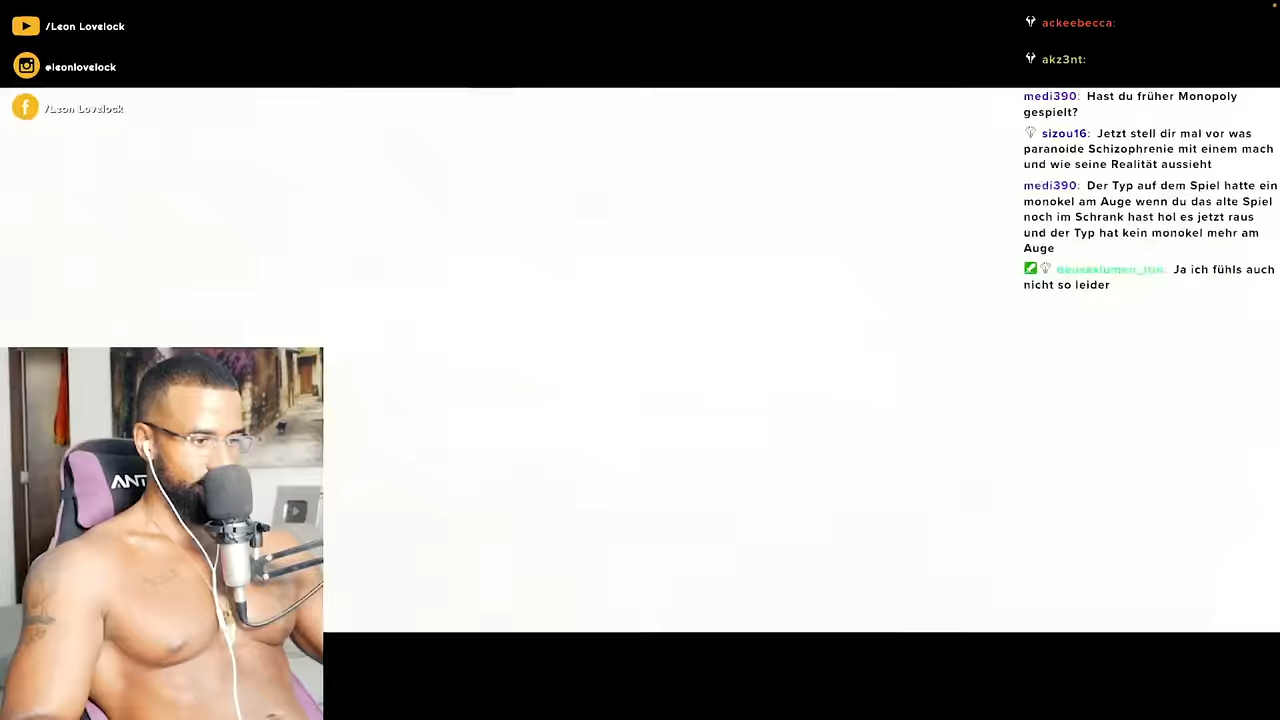 /Leon Lovelock
@leonlovelock
/Leon Lovelock
ackeebecca:
akz3nt:
medi390: Hast du früher Monopoly
gespielt?
sizou16: Jetzt stell dir mal vor was
paranoide Schizophrenie mit einem mach
und wie seine Realität aussieht
medi390: Der Typ auf dem Spiel hatte ein
monokel am Auge wenn du das alte Spiel
noch im Schrank hast hol es jetzt raus
und der Typ hat kein monokel mehr am
Auge
Ja ich fühls auch
nicht so leider
ANT